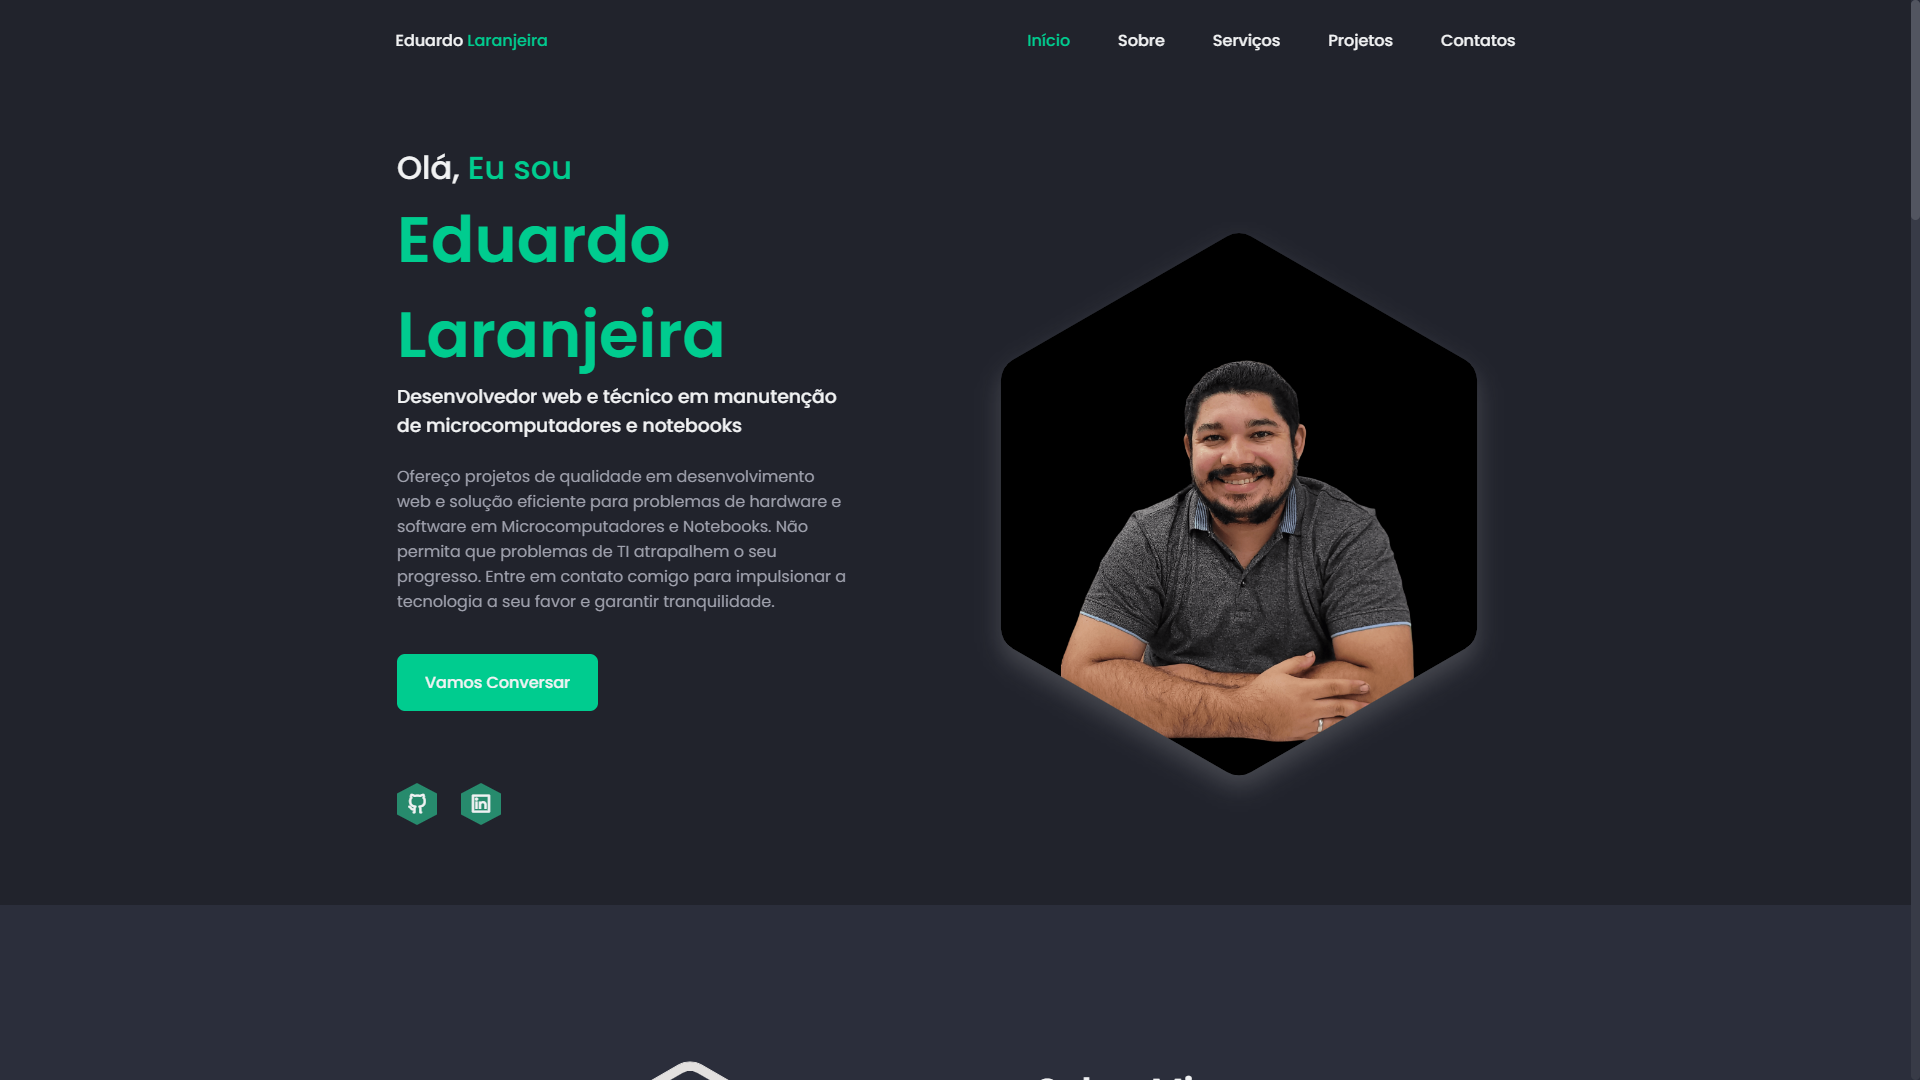 Eduardo Laranjeira
Início Sobre Serviços Projetos Contatos
Olá, Eu sou
Eduardo
Laranjeira
Desenvolvedor web e técnico em manutenção
de microcomputadores e notebooks
Ofereço projetos de qualidade em desenvolvimento
web e solução eficiente para problemas de hardware e
software em Microcomputadores e Notebooks. Não
permita que problemas de TI atrapalhem o seu
progresso. Entre em contato comigo para impulsionar a
tecnologia a seu favor e garantir tranquilidade.
Vamos Conversar
in